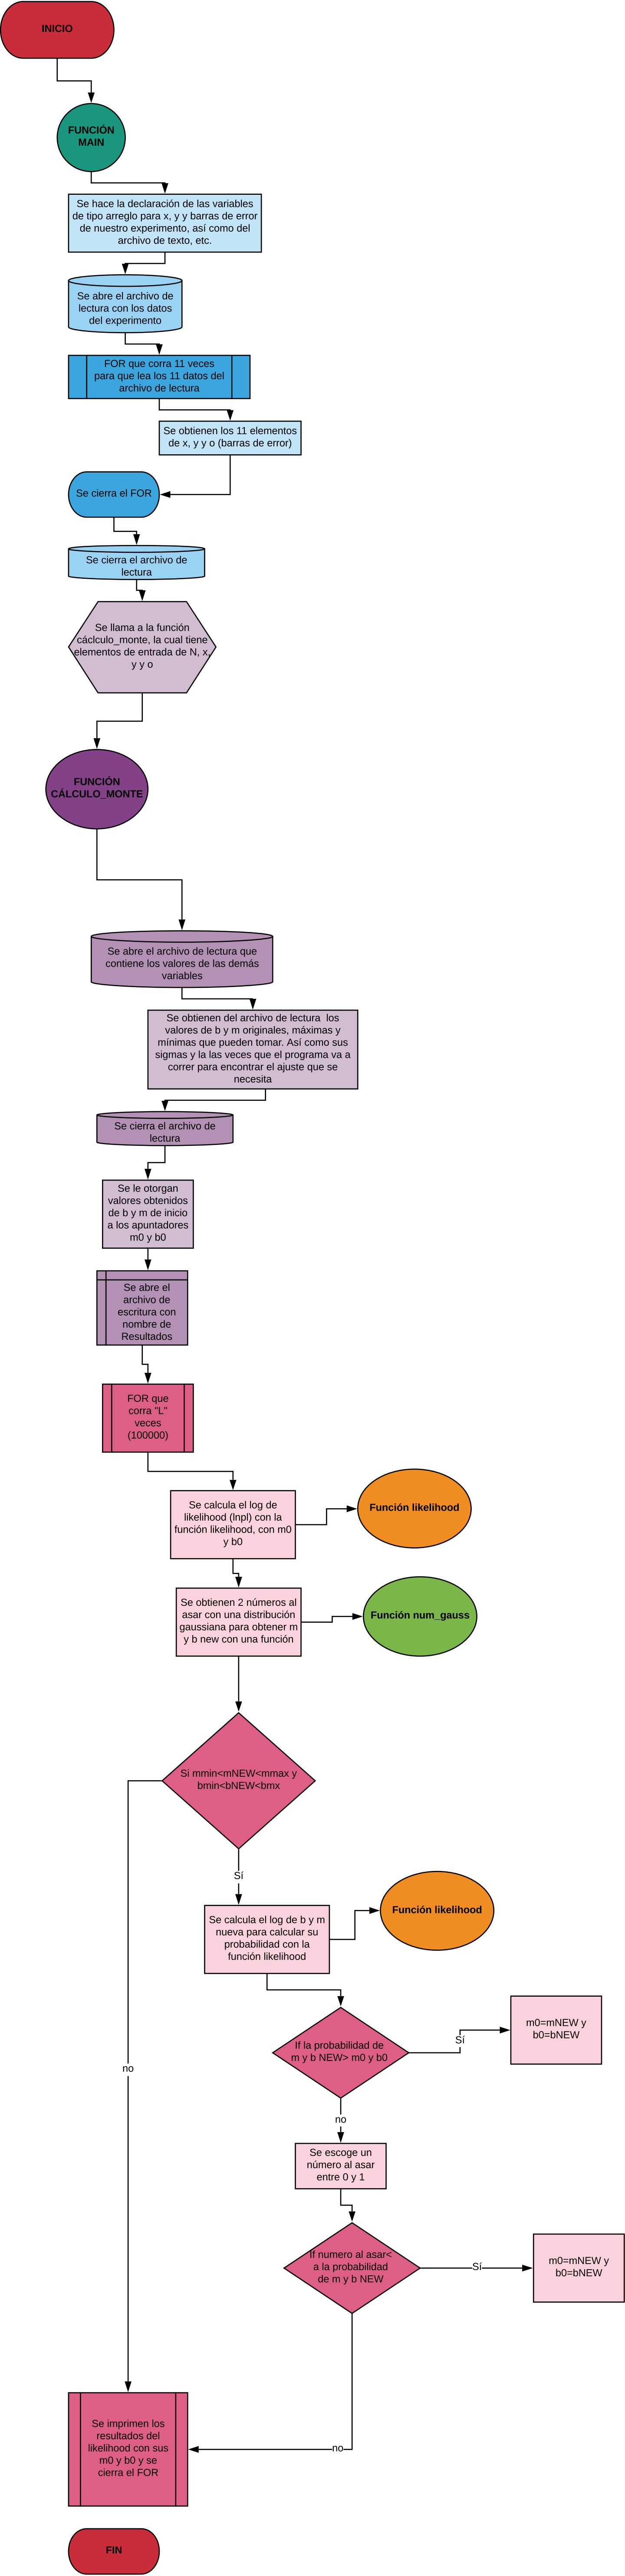 INICIO
FUNCIÓN
MAIN
Se hace la declaración de las variables
de tipo arreglo para x, y y barras de error
de nuestro experimento, así como del
archivo de texto, etc.
Se abre el archivo de
lectura con los datos
del experimento
FOR que corra 11 veces
para que lea los 11 datos del
archivo de lectura
Se obtienen los 11 elementos
de x, y y o (barras de error)
Se cierra el FOR
Se cierra el archivo de
lectura
Se llama a la función
cáclculo_monte, la cual tiene
elementos de entrada de N, x,
y y o
FUNCIÓN
CÁLCULO_MONTE
Se abre el archivo de lectura que
contiene los valores de las demás
variables
Se obtienen del archivo de lectura los
valores de b y m originales, máximas y
mínimas que pueden tomar. Así como sus
sigmas y la las veces que el programa va a
correr para encontrar el ajuste que se
necesita
Se cierra el archivo de
lectura
Se le otorgan
valores obtenidos
de b y m de inicio
a los apuntadores
m0 y b0
Se abre el
archivo de
escritura con
nombre de
Resultados
FOR que
corra "L"
veces
(100000)
Se calcula el log de
likelihood (lnpl) con la
función likelihood, con m0
y b0
Función likelihood
Se obtienen 2 números al
asar con una distribución
gaussiana para obtener m
y b new con una función
Función num_gauss
Si mmin<mNEW<mmax y
bmin<bNEW<bmx
Sí
Se calcula el log de b y m
nueva para calcular su
probabilidad con la
función likelihood
Función likelihood
If la probabilidad de
m y b NEW> m0 y b0
Sí
m0=mNEW y
b0=bNEW
no
no
Se escoge un
número al asar
entre 0 y 1
If numero al asar<
a la probabilidad
de m y b NEW
Sí
m0=mNEW y
b0=bNEW
no
Se imprimen los
resultados del
likelihood con sus
m0 y b0 y se
cierra el FOR
FIN